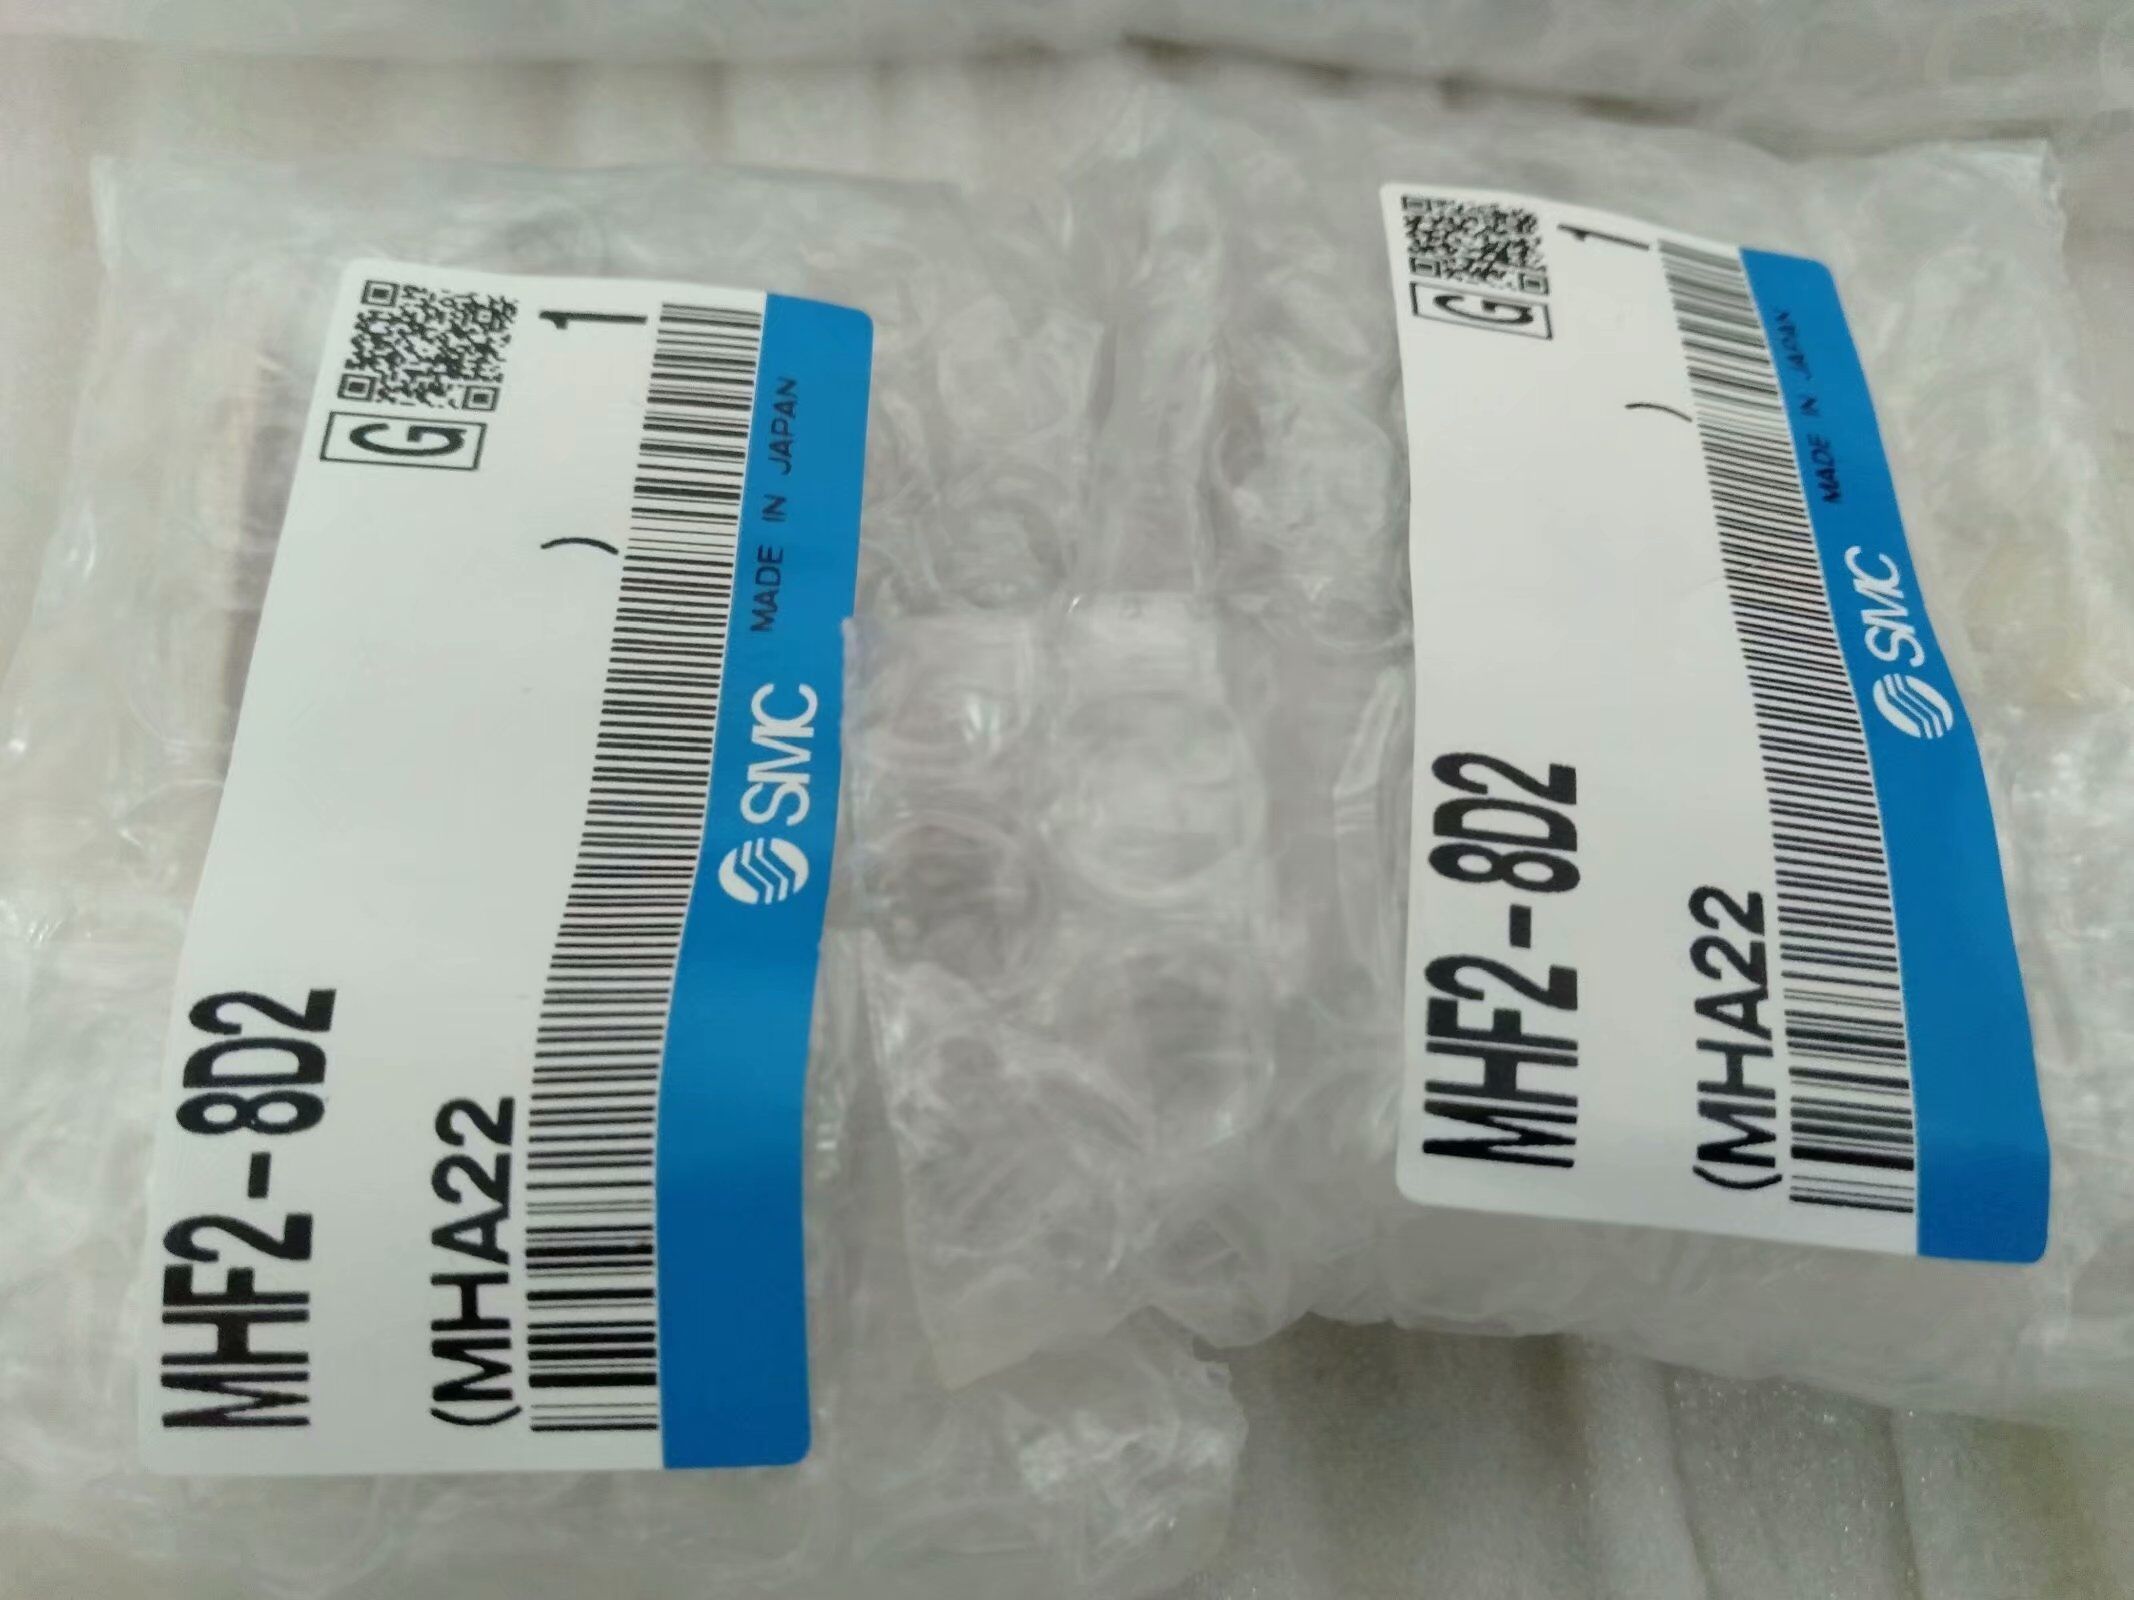 MHF2-8D2
G
(MHA22 ) 1
SMC MADE IN JAPAN
MHF2-8D2
G
(MHA22 ) 1
SMC MADE IN JAPAN